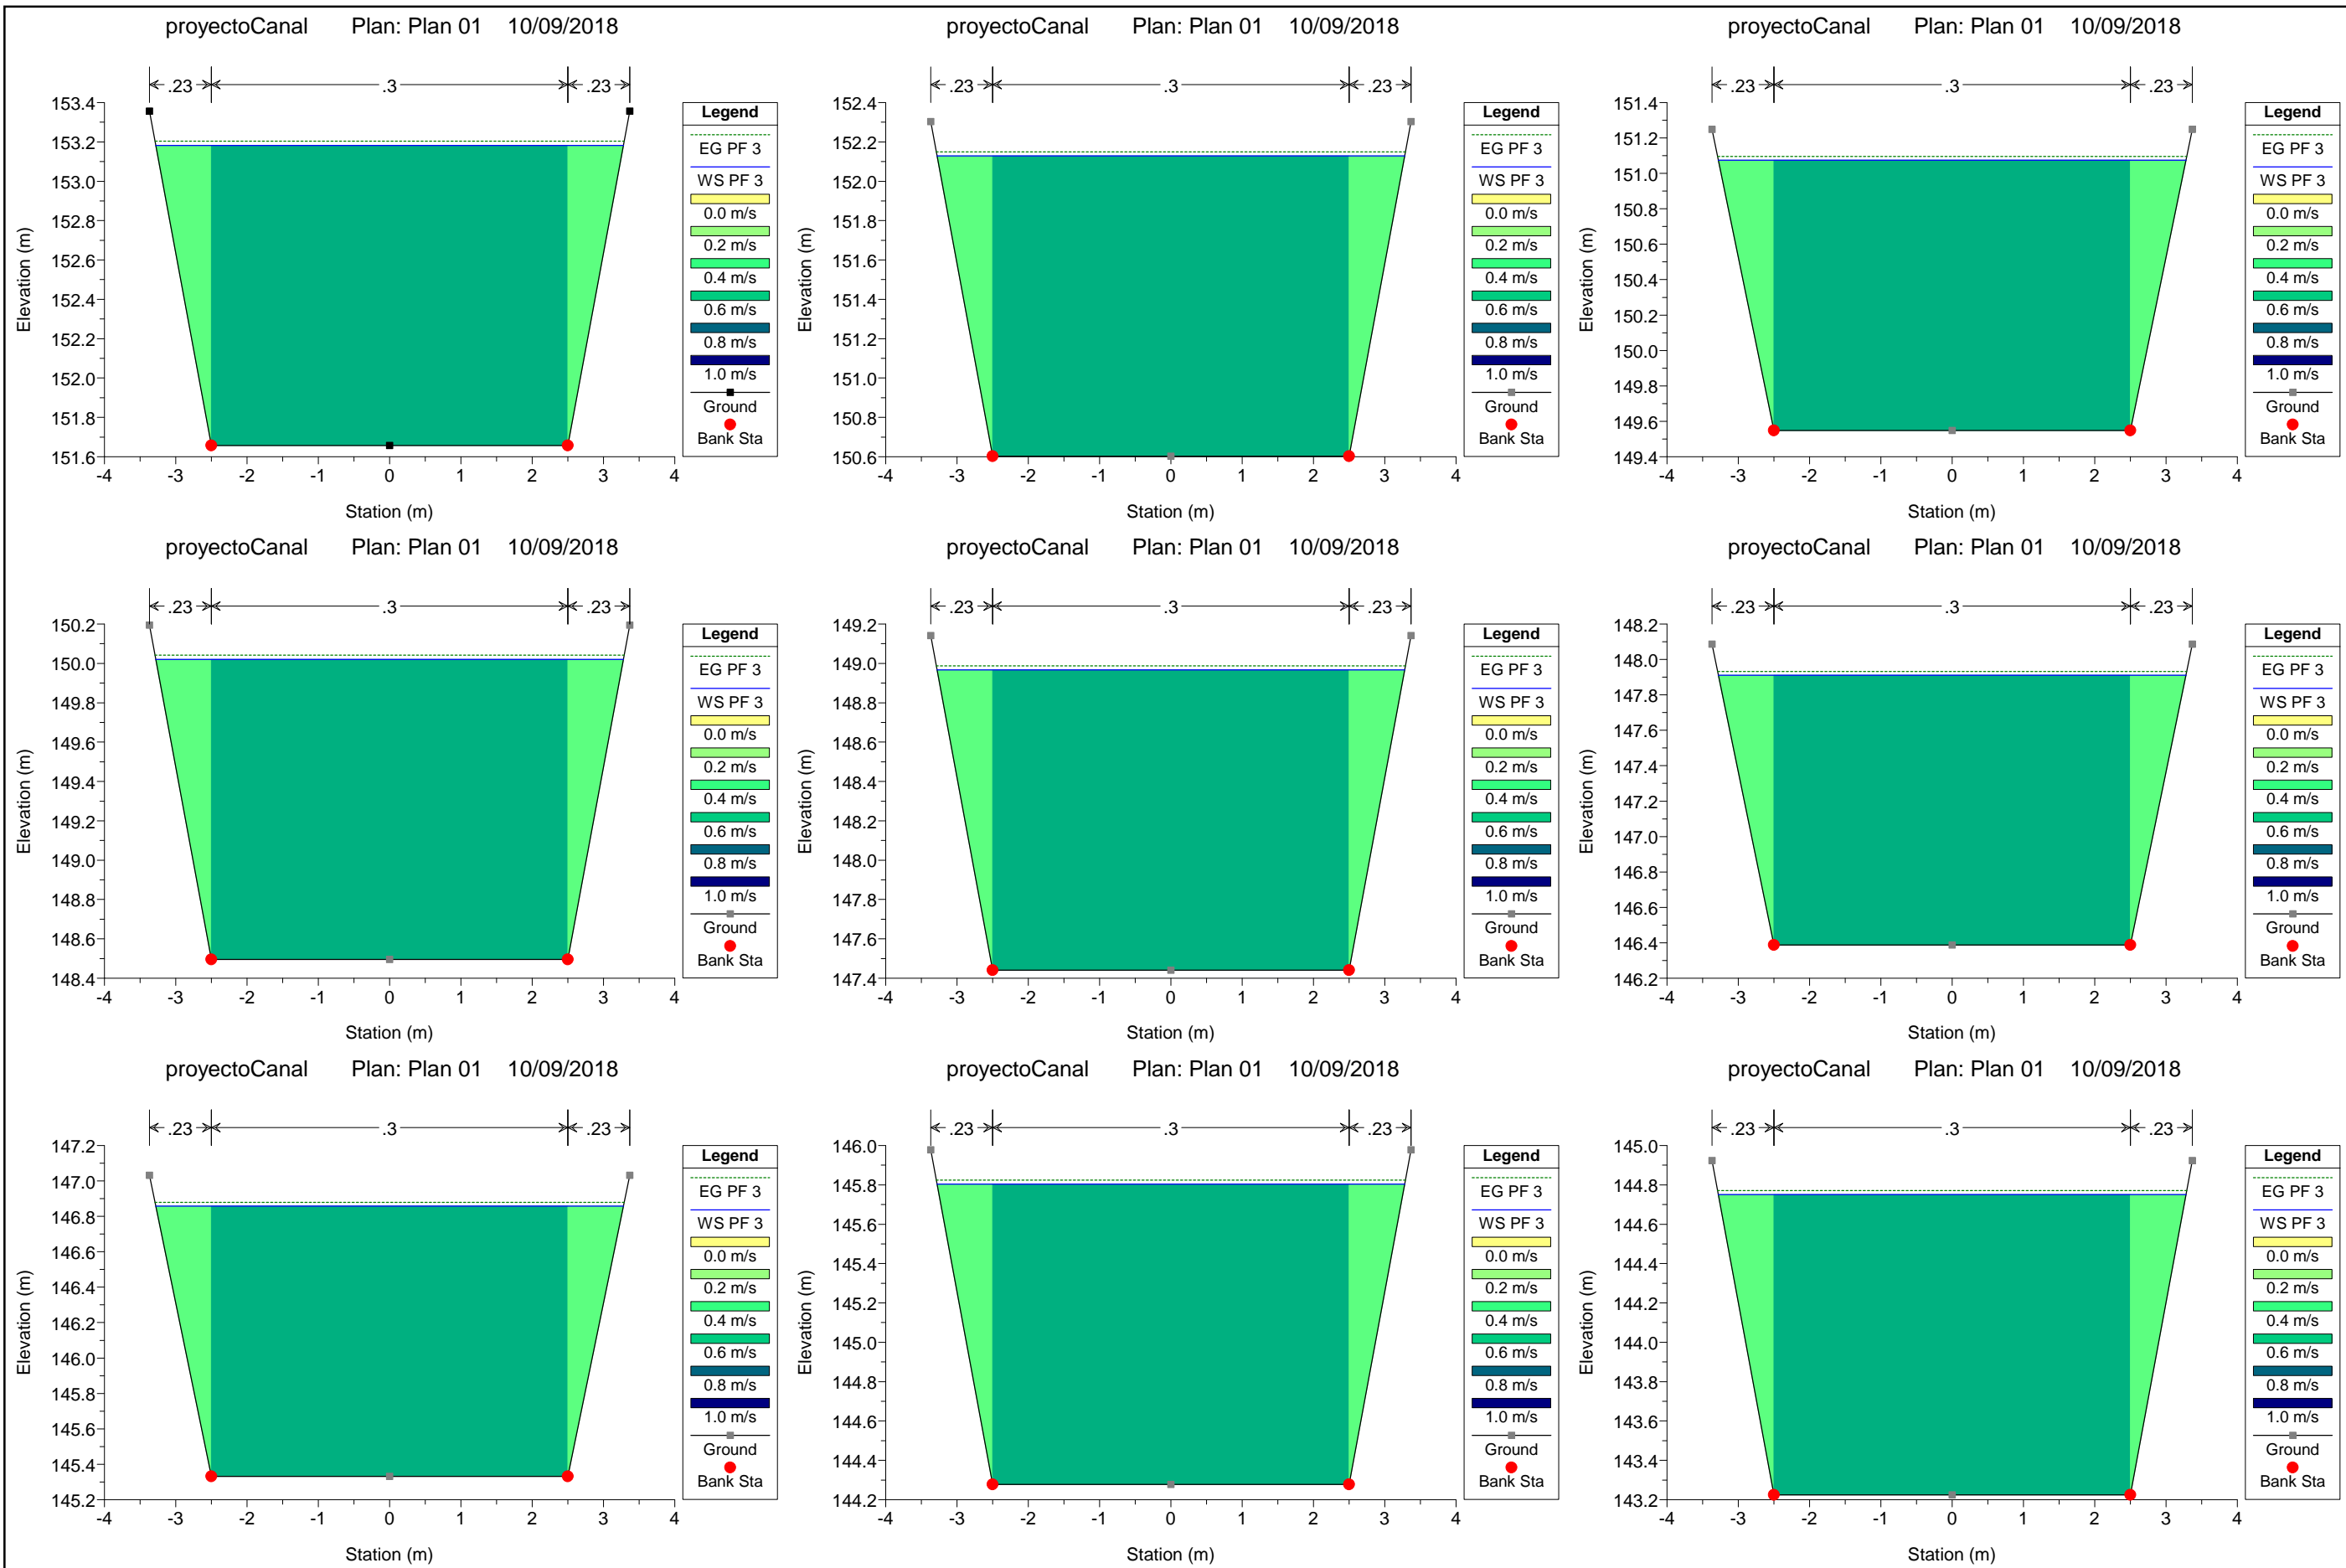 proyectoCanal Plan: Plan 01 10/09/2018
.23 .3 .23
153.4
153.2
153.0
152.8
152.6
152.4
152.2
152.0
151.8
151.6
Elevation (m)
-4 -3 -2 -1 0 1 2 3 4
Station (m)
Legend
EG PF 3
WS PF 3
0.0 m/s
0.2 m/s
0.4 m/s
0.6 m/s
0.8 m/s
1.0 m/s
Ground
Bank Sta
proyectoCanal Plan: Plan 01 10/09/2018
.23 .3 .23
152.4
152.2
152.0
151.8
151.6
151.4
151.2
151.0
150.8
150.6
Elevation (m)
-4 -3 -2 -1 0 1 2 3 4
Station (m)
Legend
EG PF 3
WS PF 3
0.0 m/s
0.2 m/s
0.4 m/s
0.6 m/s
0.8 m/s
1.0 m/s
Ground
Bank Sta
proyectoCanal Plan: Plan 01 10/09/2018
.23 .3 .23
151.4
151.2
151.0
150.8
150.6
150.4
150.2
150.0
149.8
149.6
149.4
Elevation (m)
-4 -3 -2 -1 0 1 2 3 4
Station (m)
Legend
EG PF 3
WS PF 3
0.0 m/s
0.2 m/s
0.4 m/s
0.6 m/s
0.8 m/s
1.0 m/s
Ground
Bank Sta
proyectoCanal Plan: Plan 01 10/09/2018
.23 .3 .23
150.2
150.0
149.8
149.6
149.4
149.2
149.0
148.8
148.6
148.4
Elevation (m)
-4 -3 -2 -1 0 1 2 3 4
Station (m)
Legend
EG PF 3
WS PF 3
0.0 m/s
0.2 m/s
0.4 m/s
0.6 m/s
0.8 m/s
1.0 m/s
Ground
Bank Sta
proyectoCanal Plan: Plan 01 10/09/2018
.23 .3 .23
149.2
149.0
148.8
148.6
148.4
148.2
148.0
147.8
147.6
147.4
Elevation (m)
-4 -3 -2 -1 0 1 2 3 4
Station (m)
Legend
EG PF 3
WS PF 3
0.0 m/s
0.2 m/s
0.4 m/s
0.6 m/s
0.8 m/s
1.0 m/s
Ground
Bank Sta
proyectoCanal Plan: Plan 01 10/09/2018
.23 .3 .23
148.2
148.0
147.8
147.6
147.4
147.2
147.0
146.8
146.6
146.4
146.2
Elevation (m)
-4 -3 -2 -1 0 1 2 3 4
Station (m)
Legend
EG PF 3
WS PF 3
0.0 m/s
0.2 m/s
0.4 m/s
0.6 m/s
0.8 m/s
1.0 m/s
Ground
Bank Sta
proyectoCanal Plan: Plan 01 10/09/2018
.23 .3 .23
147.2
147.0
146.8
146.6
146.4
146.2
146.0
145.8
145.6
145.4
145.2
Elevation (m)
-4 -3 -2 -1 0 1 2 3 4
Station (m)
Legend
EG PF 3
WS PF 3
0.0 m/s
0.2 m/s
0.4 m/s
0.6 m/s
0.8 m/s
1.0 m/s
Ground
Bank Sta
proyectoCanal Plan: Plan 01 10/09/2018
.23 .3 .23
146.0
145.8
145.6
145.4
145.2
145.0
144.8
144.6
144.4
144.2
Elevation (m)
-4 -3 -2 -1 0 1 2 3 4
Station (m)
Legend
EG PF 3
WS PF 3
0.0 m/s
0.2 m/s
0.4 m/s
0.6 m/s
0.8 m/s
1.0 m/s
Ground
Bank Sta
proyectoCanal Plan: Plan 01 10/09/2018
.23 .3 .23
145.0
144.8
144.6
144.4
144.2
144.0
143.8
143.6
143.4
143.2
Elevation (m)
-4 -3 -2 -1 0 1 2 3 4
Station (m)
Legend
EG PF 3
WS PF 3
0.0 m/s
0.2 m/s
0.4 m/s
0.6 m/s
0.8 m/s
1.0 m/s
Ground
Bank Sta